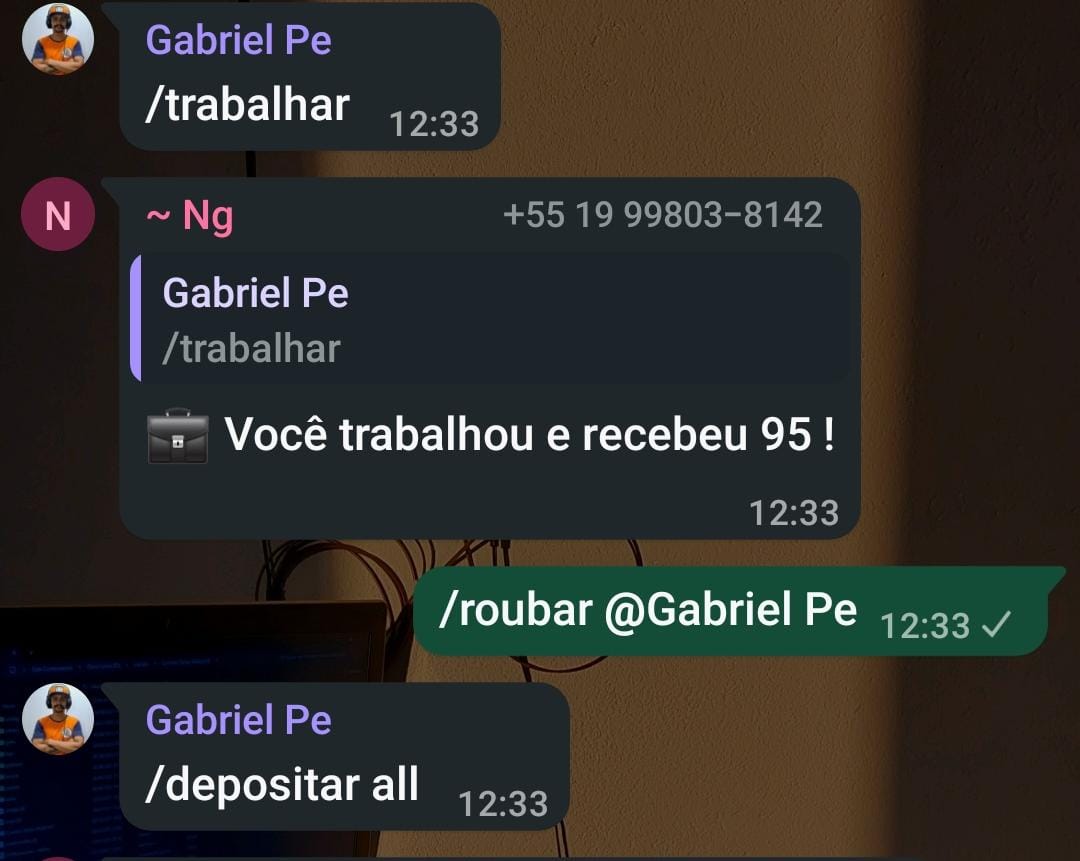 Gabriel Pe
/trabalhar 12:33
N
~ Ng +55 19 99803-8142
Gabriel Pe
/trabalhar
Você trabalhou e recebeu 95 !
12:33
/roubar @Gabriel Pe 12:33
Gabriel Pe
/depositar all 12:33